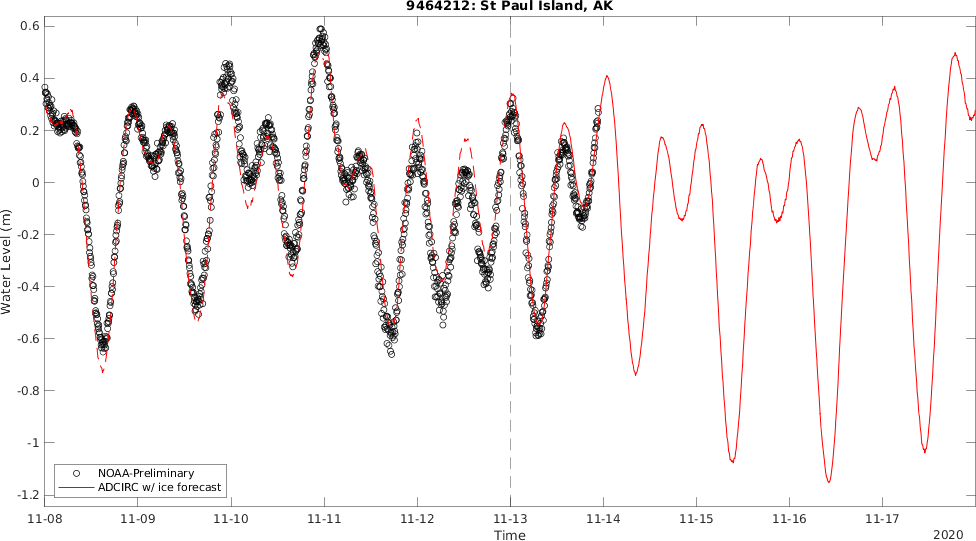 9464212: St Paul Island, AK
0.6
0.4
0.2
0
-0.2
-0.4
-0.6
-0.8
-1
-1.2
Water Level (m)
NOAA-Preliminary
ADCIRC w/ ice forecast
11-08 11-09 11-10 11-11 11-12 11-13 11-14 11-15 11-16 11-17
Time
2020